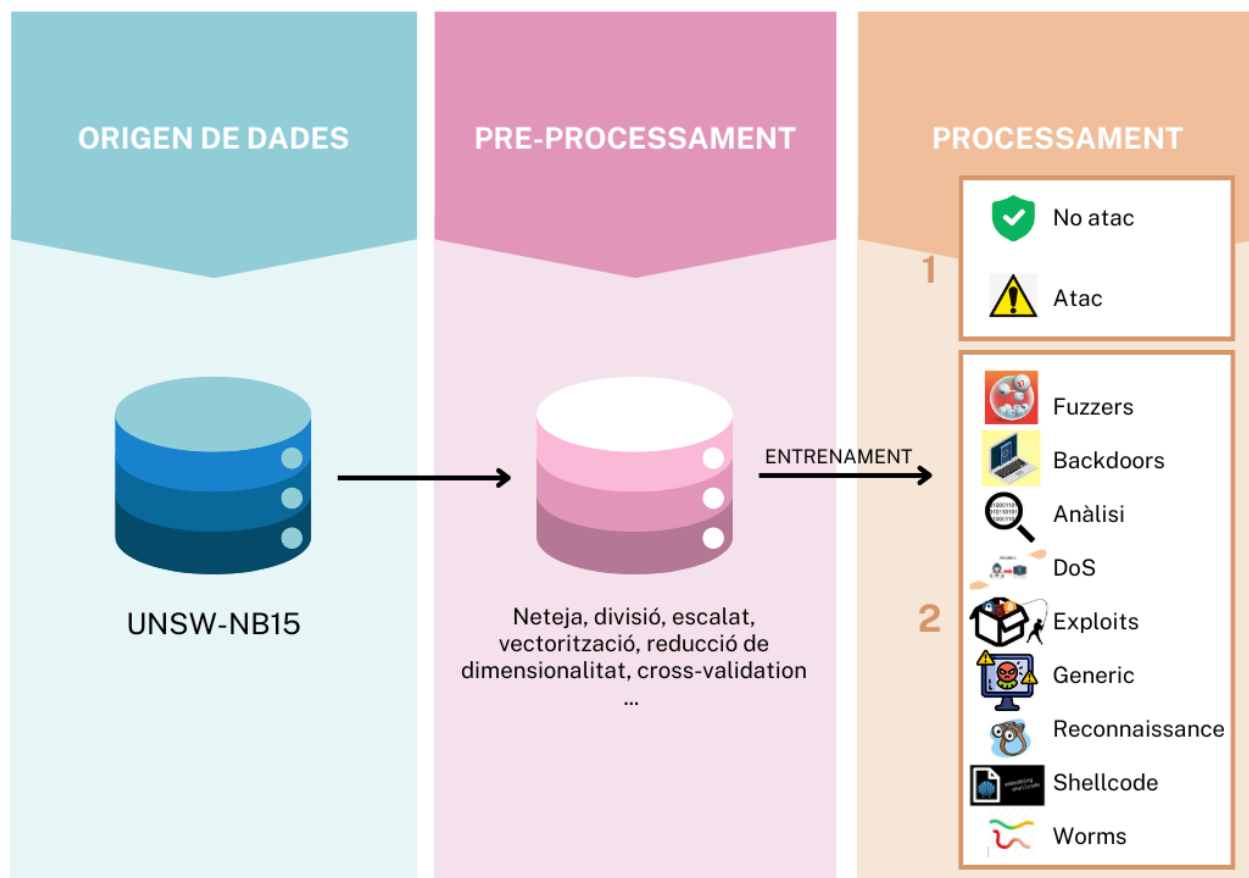 ORIGEN DE DADES
PRE-PROCESSAMENT
PROCESSAMENT
UNSW-NB15
Neteja, divisió, escalat,
vectorització, reducció de
dimensionalitat, cross-validation
...
ENTRENAMENT
1
No atac
Atac
2
Fuzzers
Backdoors
Anàlisi
DoS
Exploits
Generic
Reconnaissance
Shellcode
Worms